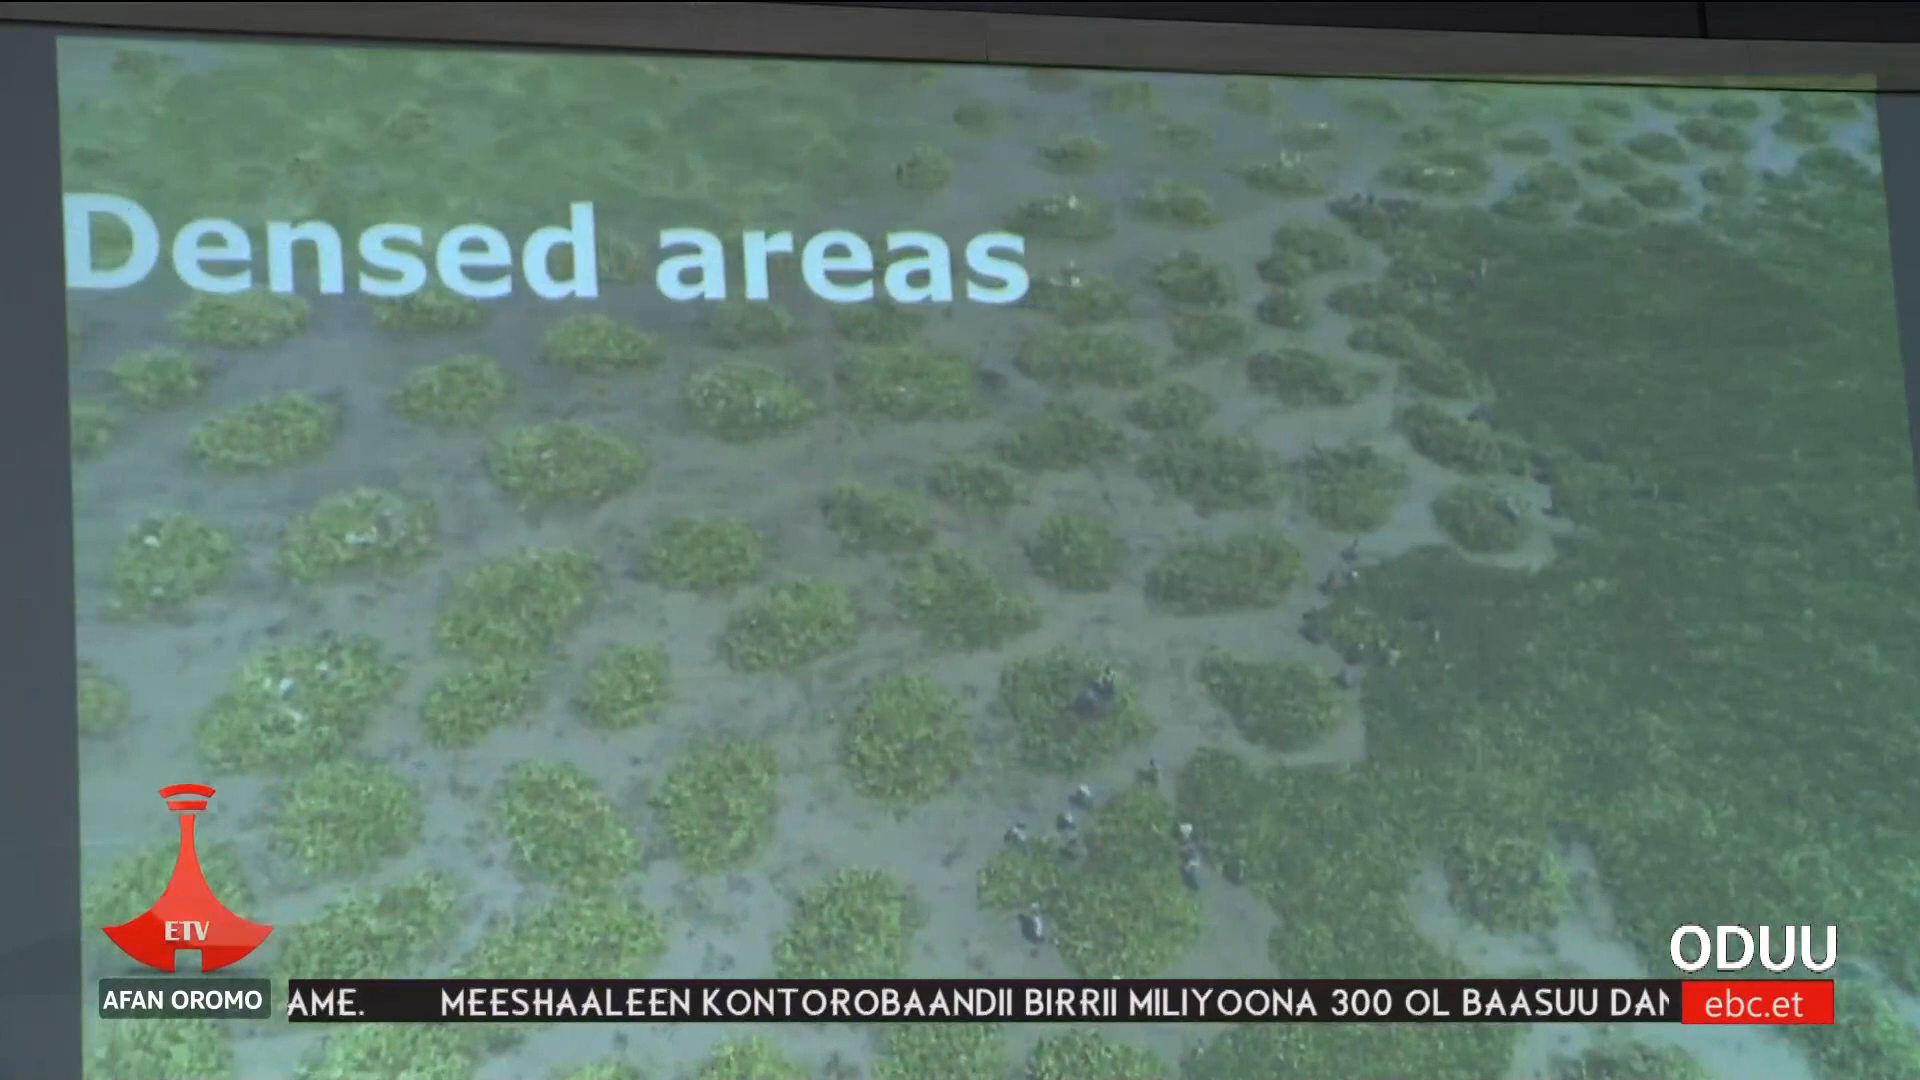 Densed areas
ETV
AFAN OROMO
ODUU
AME. MEESHAALEEN KONTOROBAANDII BIRRII MILIYOONA 300 OL BAASUU
ebc.et